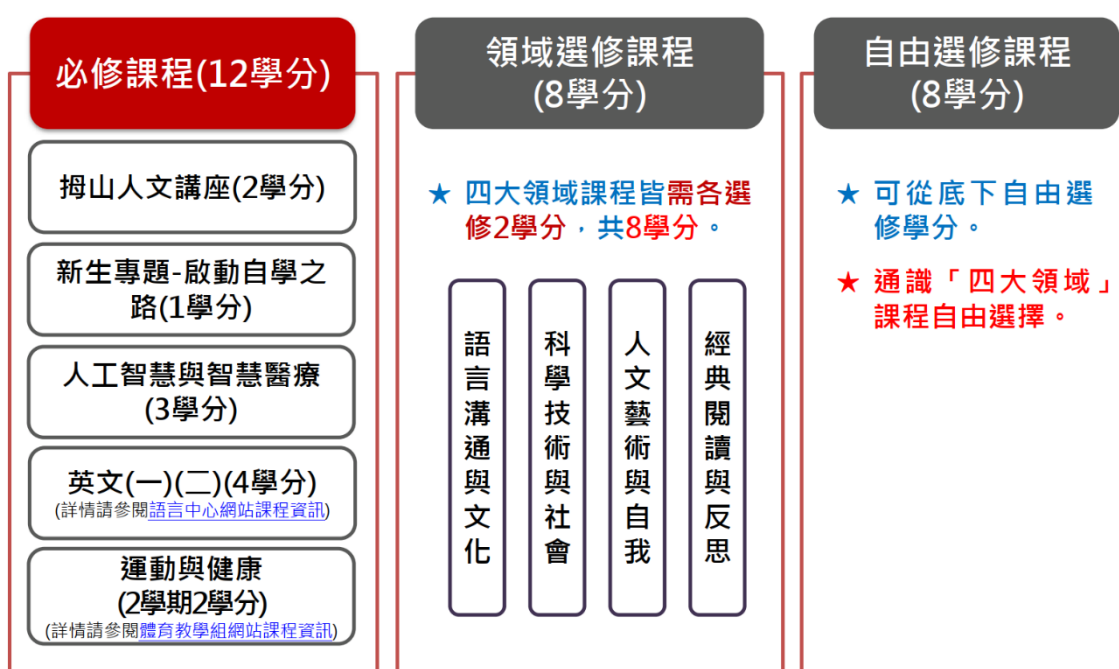 必修課程(12學分)
拇山人文講座(2學分)
新生專題-啟動自學之
路(1學分)
人工智慧與智慧醫療
(3學分)
英文(一)(二)(4學分)
(詳情請參閱語言中心網站課程資訊)
運動與健康
(2學期2學分)
(詳情請參閱體育教學組網站課程資訊)
領域選修課程
(8學分)
★ 四大領域課程皆需各選
修2學分，共8學分。
語言溝通與文化
科學技術與社會
人文藝術與自我
經典閱讀與反思
自由選修課程
(8學分)
★ 可從底下自由選
修學分。
★ 通識「四大領域」
課程自由選擇。